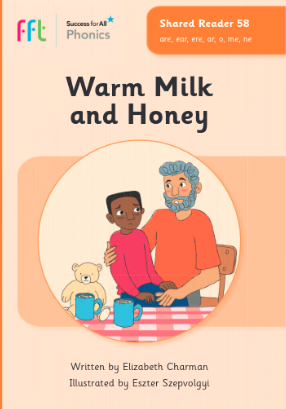 fft
Success for All
Phonics
Shared Reader 58
are, ear, ere, ar, o, me, ne
Warm Milk
and Honey
Written by Elizabeth Charman
Illustrated by Eszter Szepvolgyi